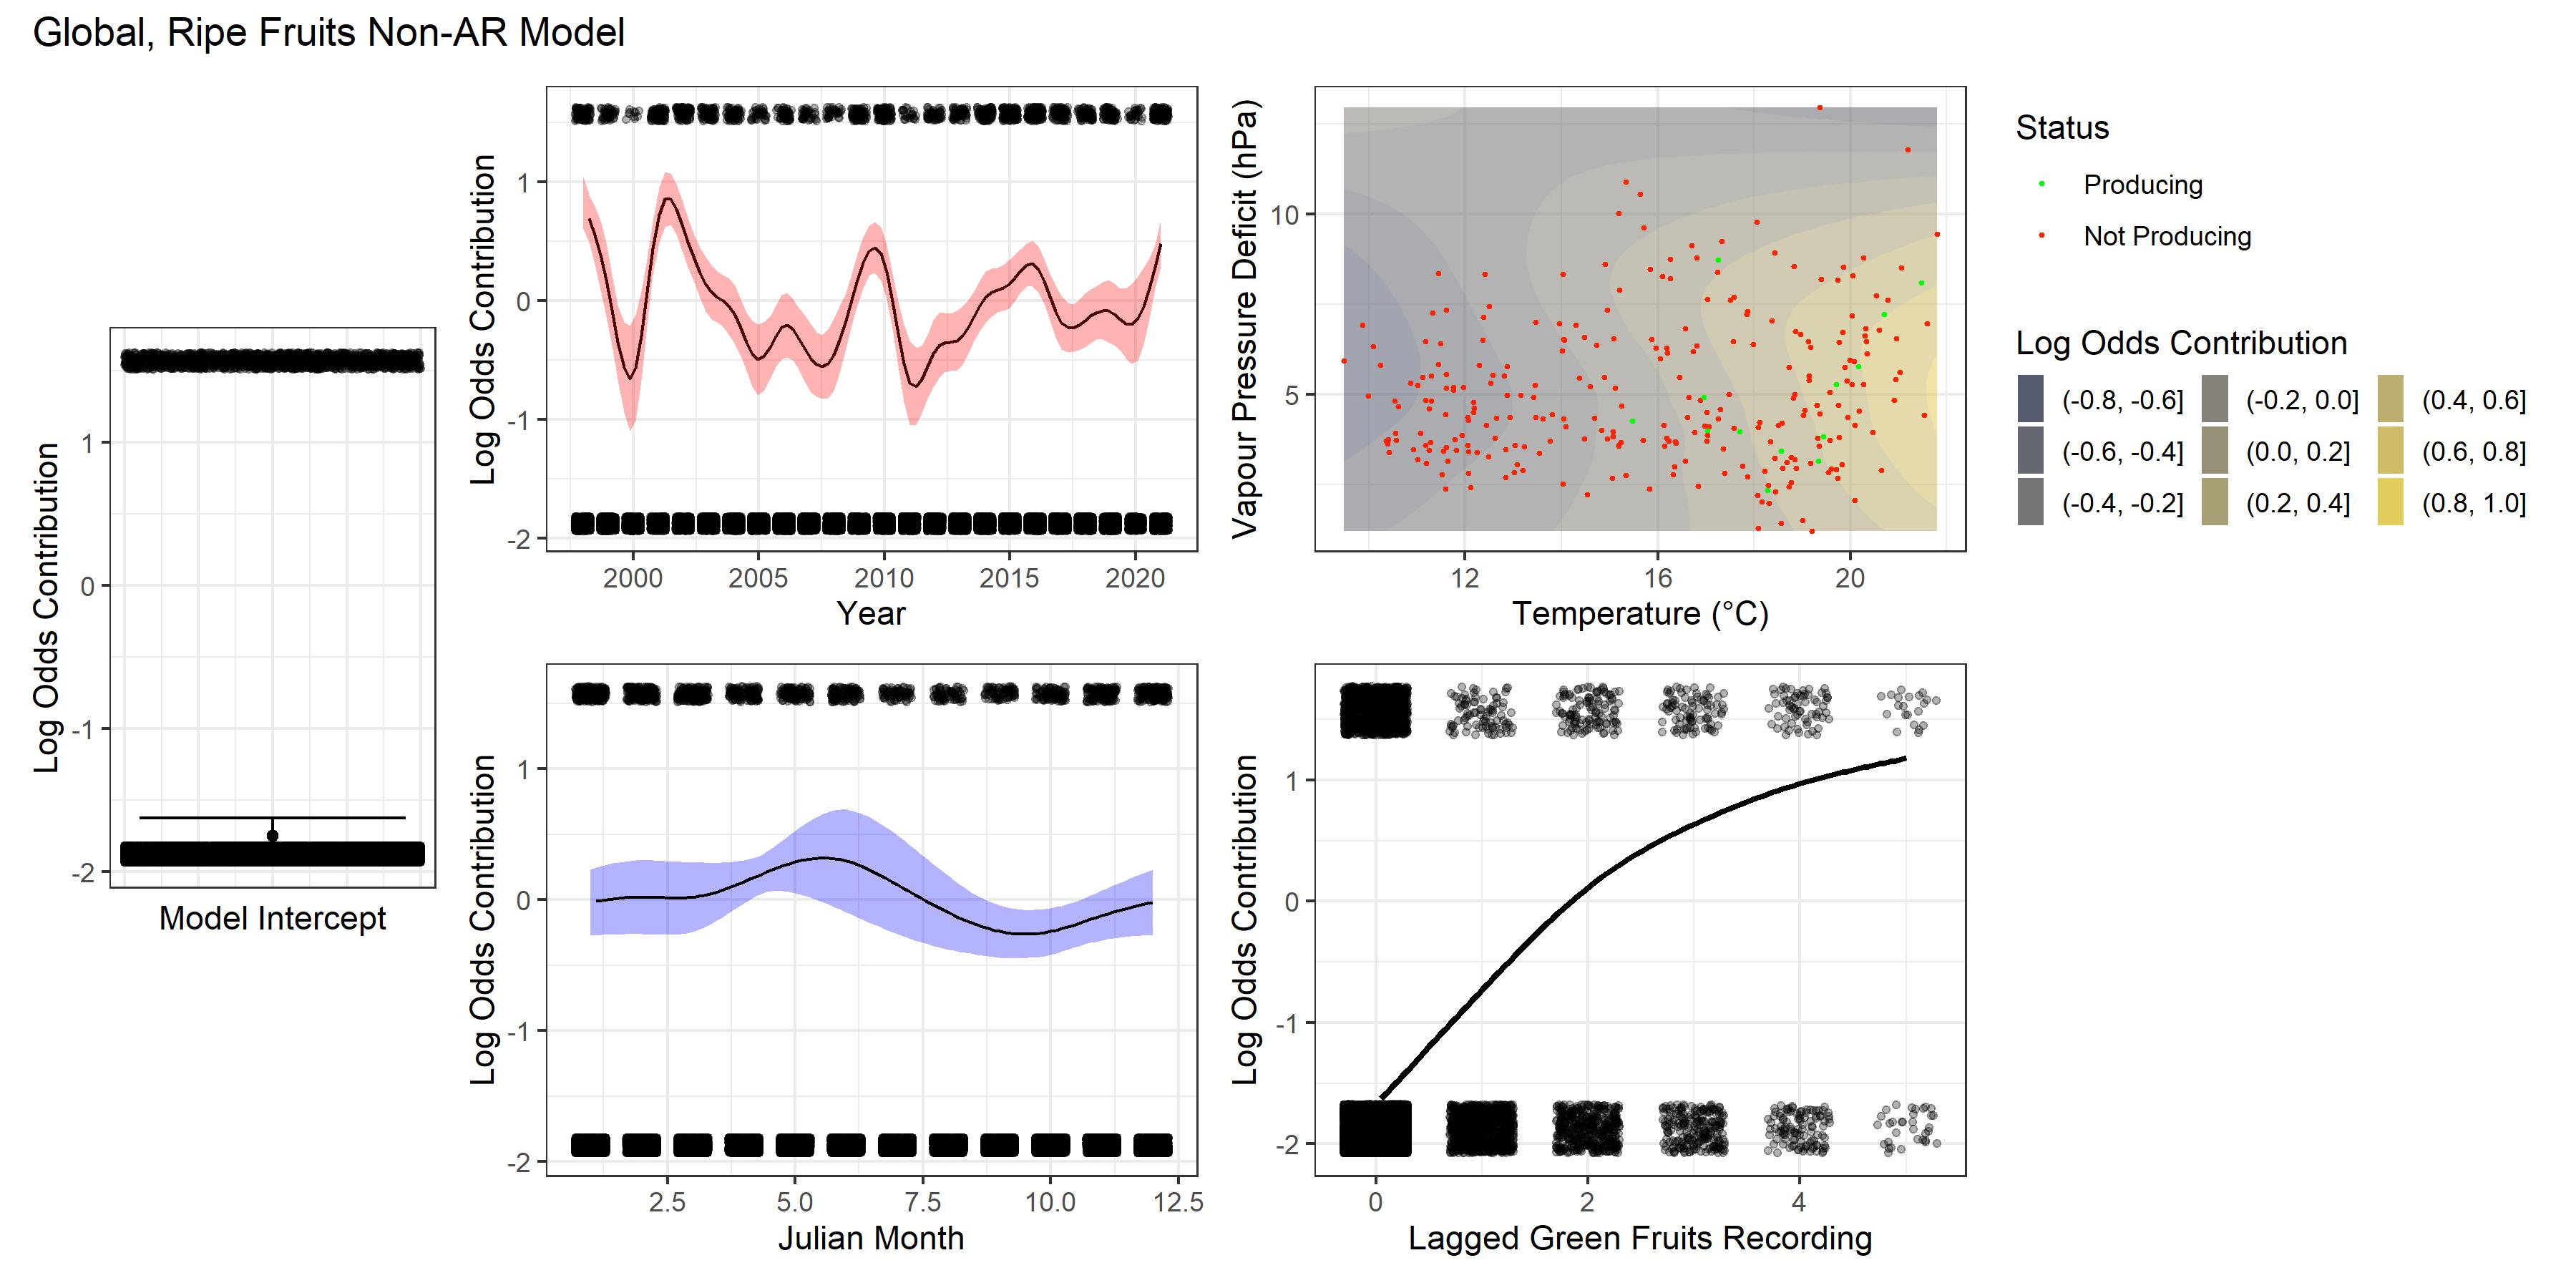 Global, Ripe Fruits Non-AR Model
Log Odds Contribution
1
0
-1
-2
Model Intercept
Log Odds Contribution
1
0
-1
-2
2000 2005 2010 2015 2020
Year
Vapour Pressure Deficit (hPa)
10
5
12 16 20
Temperature (°C)
Status
Producing
Not Producing
Log Odds Contribution
(-0.8, -0.6] (-0.2, 0.0] (0.4, 0.6]
(-0.6, -0.4] (0.0, 0.2] (0.6, 0.8]
(-0.4, -0.2] (0.2, 0.4] (0.8, 1.0]
Log Odds Contribution
1
0
-1
-2
2.5 5.0 7.5 10.0 12.5
Julian Month
Log Odds Contribution
1
0
-1
-2
0 2 4
Lagged Green Fruits Recording